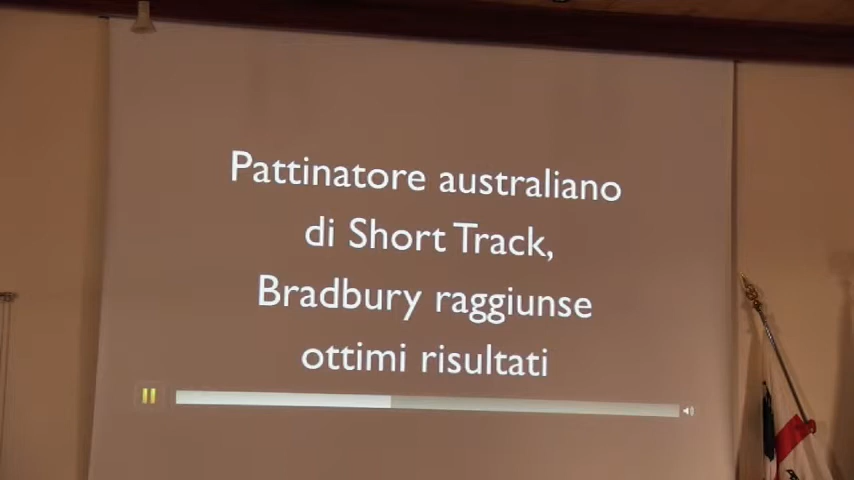 Pattinatore australiano
di Short Track,
Bradbury raggiunse
ottimi risultati